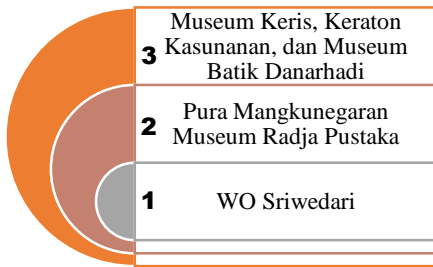 Museum Keris, Keraton
3 Kasunanan, dan Museum
Batik Danarhadi
2 Pura Mangkunegaran
Museum Radja Pustaka
1 WO Sriwedari